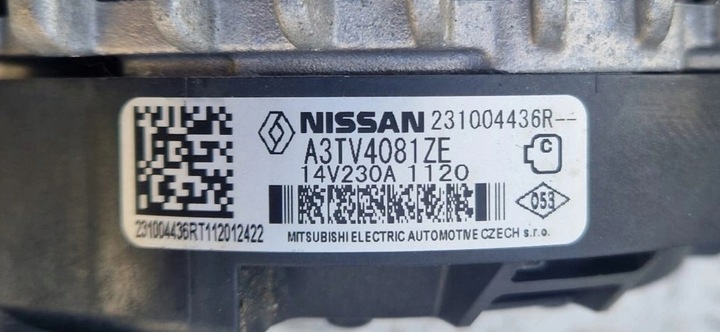 NISSAN 231004436R--
A3TV4081ZE
C
14V230A 1120
053
231004436RT112012422
MITSUBISHI ELECTRIC AUTOMOTIVE CZECH s.r.o.